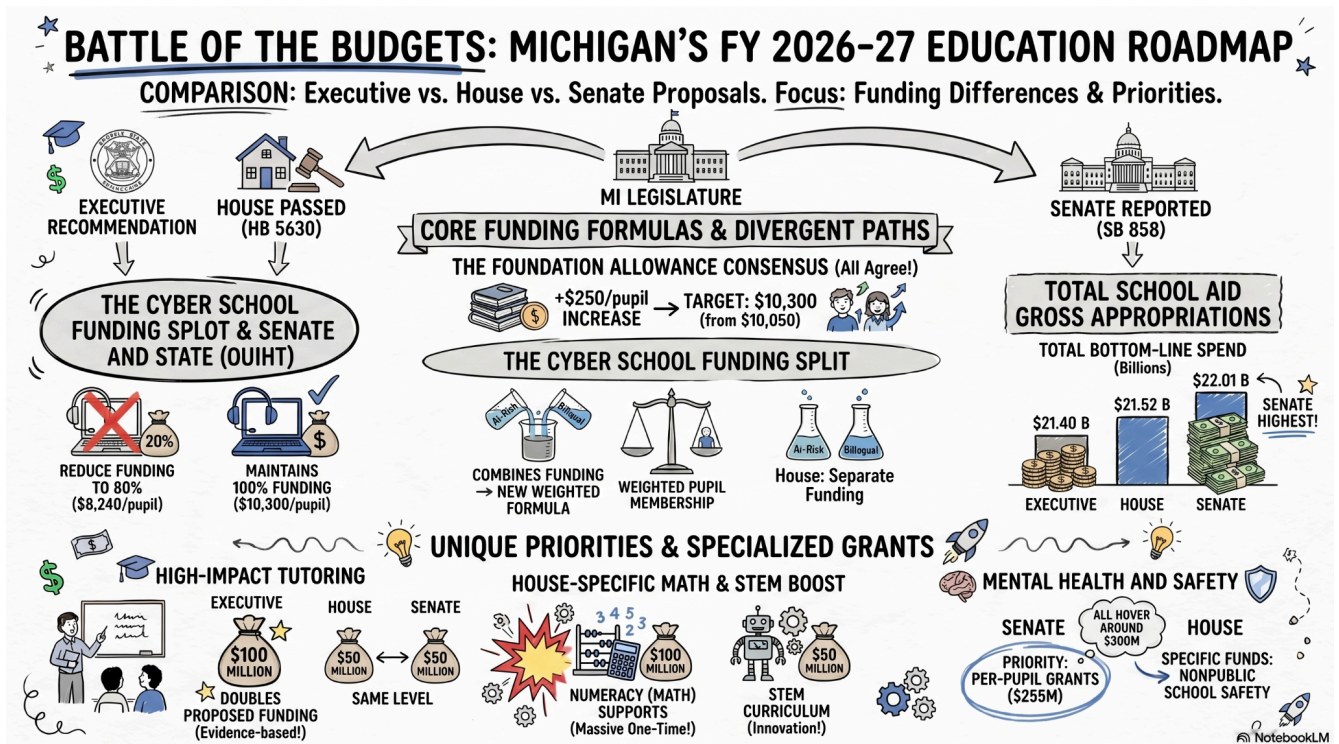 BATTLE OF THE BUDGETS: MICHIGAN'S FY 2026–27 EDUCATION ROADMAP
COMPARISON: Executive vs. House vs. Senate Proposals. Focus: Funding Differences & Priorities.
EXECUTIVE
RECOMMENDATION
HOUSE PASSED
(HB 5630)
MI LEGISLATURE
SENATE REPORTED
(SB 858)
CORE FUNDING FORMULAS & DIVERGENT PATHS
THE FOUNDATION ALLOWANCE CONSENSUS (All Agree!)
+$250/pupil
INCREASE
→ TARGET: $10,300
(from $10,050)
$
THE CYBER SCHOOL
FUNDING SPLOT & SENATE
AND STATE (OUIHT)
20%
REDUCE FUNDING
TO 80%
($8,240/pupil)
$
MAINTAINS
100% FUNDING
($10,300/pupil)
THE CYBER SCHOOL FUNDING SPLIT
Ai-Risk
Billqual
COMBINES FUNDING
→ NEW WEIGHTED
FORMULA
WEIGHTED PUPIL
MEMBERSHIP
Ai-Risk
Billogual
House: Separate
Funding
TOTAL SCHOOL AID
GROSS APPROPRIATIONS
TOTAL BOTTOM-LINE SPEND
(Billions)
$21.40 B
$21.52 B
$22.01 B
SENATE
HIGHEST!
EXECUTIVE
HOUSE
SENATE
UNIQUE PRIORITIES & SPECIALIZED GRANTS
HIGH-IMPACT TUTORING
EXECUTIVE
$100
MILLION
DOUBLES
PROPOSED FUNDING
(Evidence-based!)
HOUSE
$50
MILLION
SENATE
$50
MILLION
SAME LEVEL
HOUSE-SPECIFIC MATH & STEM BOOST
3 4 5
2 3
$100
MILLION
NUMERACY (MATH)
SUPPORTS
(Massive One-Time!)
$50
MILLION
STEM
CURRICULUM
(Innovation!)
MENTAL HEALTH AND SAFETY
ALL HOVER
AROUND
$300M
SENATE
PRIORITY:
PER-PUPIL GRANTS
($255M)
HOUSE
SPECIFIC FUNDS:
NONPUBLIC
SCHOOL SAFETY
NotebookLM